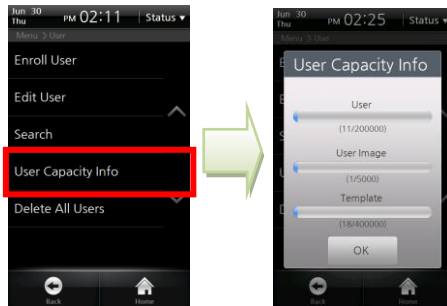 Jun 30
Thu
PM 02:11
Status ▾
Menu > User
Enroll User
Edit User
Search
User Capacity Info
Delete All Users
Back
Home
Jun 30
Thu
PM 02:25
Status ▾
Menu > User
User Capacity Info
User
(11/200000)
User Image
(1/5000)
Template
(18/400000)
OK
Back
Home